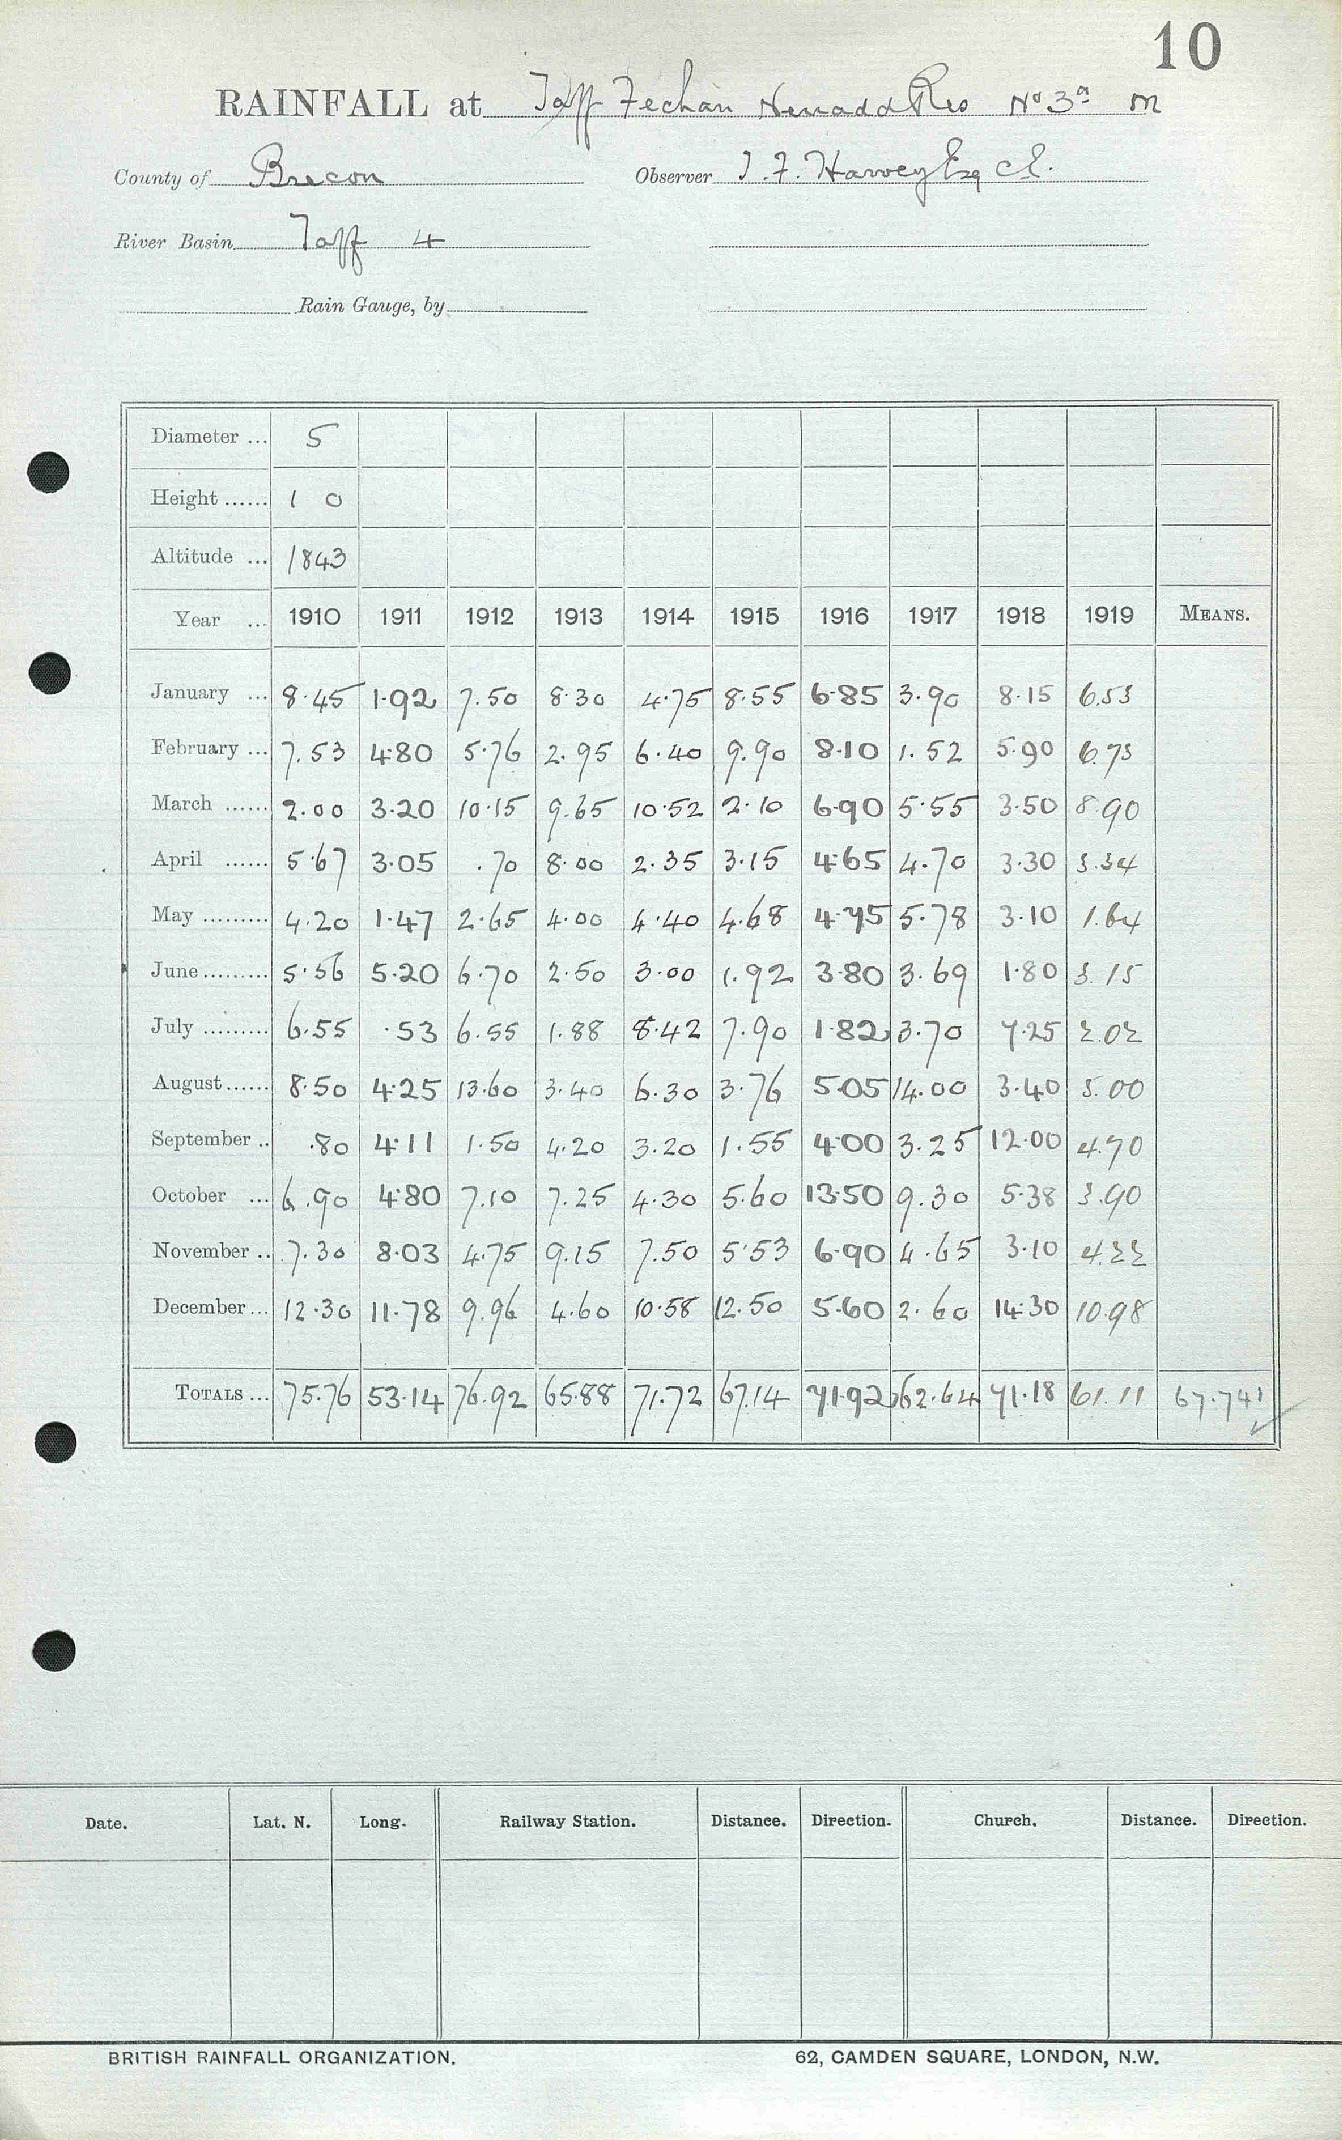 10
RAINFALL at Taff Fechan Neuadd Res No 3a m
County of Brecon Observer J. F. Harvey Esq C.E.
River Basin Taff 4
Rain Gauge, by
Diameter ... 5
Height ...... 1 0
Altitude ... 1843
Year ... 1910 1911 1912 1913 1914 1915 1916 1917 1918 1919 MEANS.
January ... 8.45 1.92 7.50 8.30 4.75 8.55 6.85 3.90 8.15 6.53
February ... 7.53 4.80 5.76 2.95 6.40 9.90 8.10 1.52 5.90 6.73
March ...... 2.00 3.20 10.15 9.65 10.52 2.10 6.90 5.55 3.50 8.90
April ...... 5.67 3.05 .70 8.00 2.35 3.15 4.65 4.70 3.30 3.34
May ......... 4.20 1.47 2.65 4.00 4.40 4.68 4.75 5.78 3.10 1.64
June ......... 5.56 5.20 6.70 2.50 3.00 1.92 3.80 3.69 1.80 3.15
July ......... 6.55 .53 6.55 1.88 8.42 7.90 1.82 3.70 7.25 2.02
August ...... 8.50 4.25 13.60 3.40 6.30 3.76 5.05 14.00 3.40 5.00
September .. .80 4.11 1.50 4.20 3.20 1.55 4.00 3.25 12.00 4.70
October ... 6.90 4.80 7.10 7.25 4.30 5.60 13.50 9.30 5.38 3.90
November .. 7.30 8.03 4.75 9.15 7.50 5.53 6.90 4.65 3.10 4.22
December ... 12.30 11.78 9.96 4.60 10.58 12.50 5.60 2.60 14.30 10.98
TOTALS ... 75.76 53.14 76.92 65.88 71.72 67.14 71.92 62.64 71.18 61.11 67.741
Date. Lat. N. Long. Railway Station. Distance. Direction. Church. Distance. Direction.
BRITISH RAINFALL ORGANIZATION. 62, CAMDEN SQUARE, LONDON, N.W.